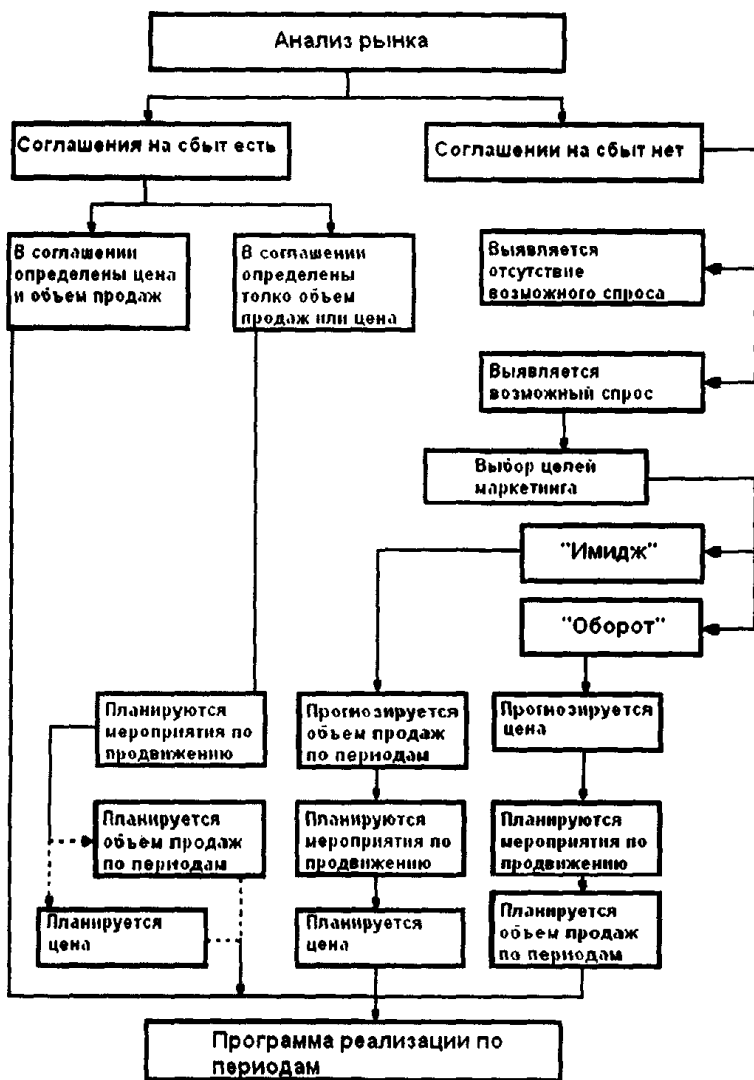 Анализ рынка
Соглашения на сбыт есть
Соглашении на сбыт нет
В соглашении
определены цена
и объем продаж
В соглашении
определены
толко объем
продаж или цена
Выявляется
отсутствие
возможного спроса
Выявляется
возможный спрос
Выбор целей
маркетинга
"Имидж"
"Оборот"
Планируются
мероприятия по
продвижению
Прогнозируется
объем продаж
по периодам
Прогнозируется
цена
Планируется
объем продаж
по периодам
Планируются
мероприятия по
продвижению
Планируются
мероприятия по
продвижению
Планируется
цена
Планируется
цена
Планируется
объем продаж
по периодам
Программа реализации по
периодам